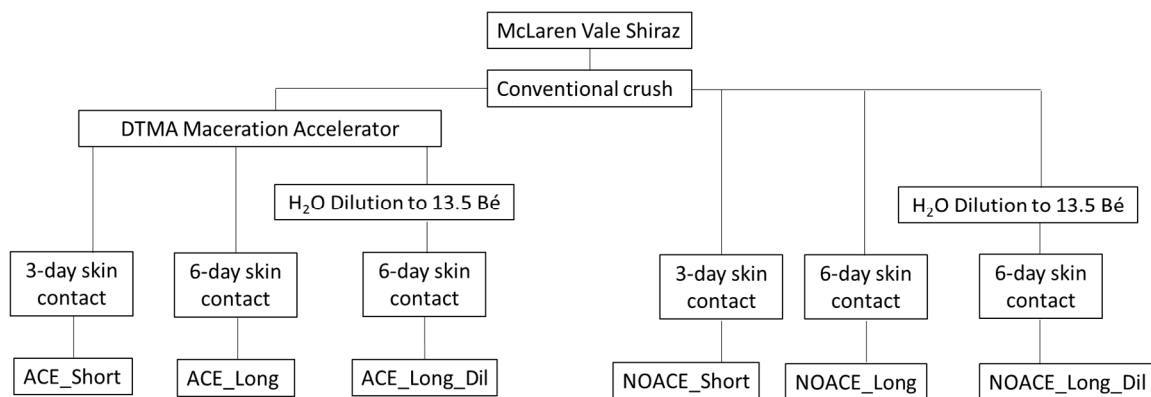 McLaren Vale Shiraz
Conventional crush
DTMA Maceration Accelerator
H₂O Dilution to 13.5 Bé
H₂O Dilution to 13.5 Bé
3-day skin
contact
6-day skin
contact
6-day skin
contact
3-day skin
contact
6-day skin
contact
6-day skin
contact
ACE_Short
ACE_Long
ACE_Long_Dil
NOACE_Short
NOACE_Long
NOACE_Long_Dil